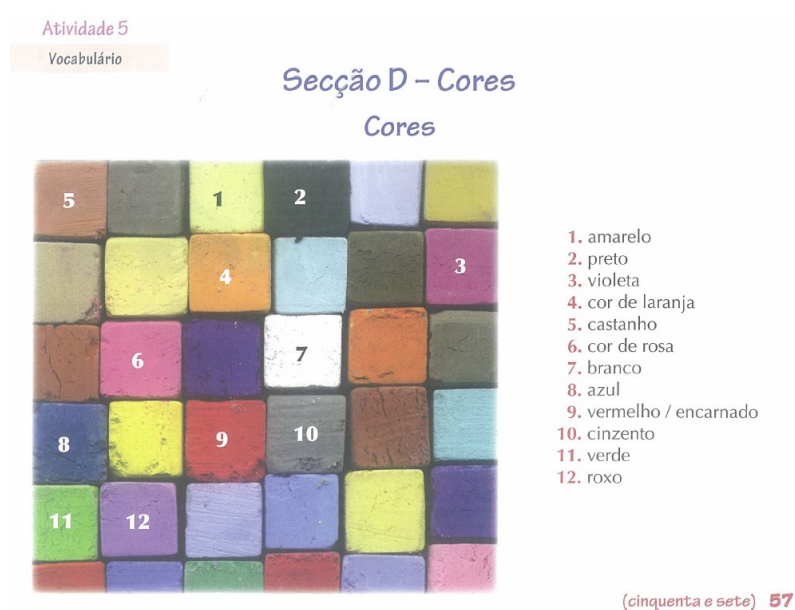 Atividade 5
Vocabulário
Secção D – Cores
Cores
5
1
2
4
3
6
7
8
9
10
11
12
1. amarelo
2. preto
3. violeta
4. cor de laranja
5. castanho
6. cor de rosa
7. branco
8. azul
9. vermelho / encarnado
10. cinzento
11. verde
12. roxo
(cinquenta e sete) 57